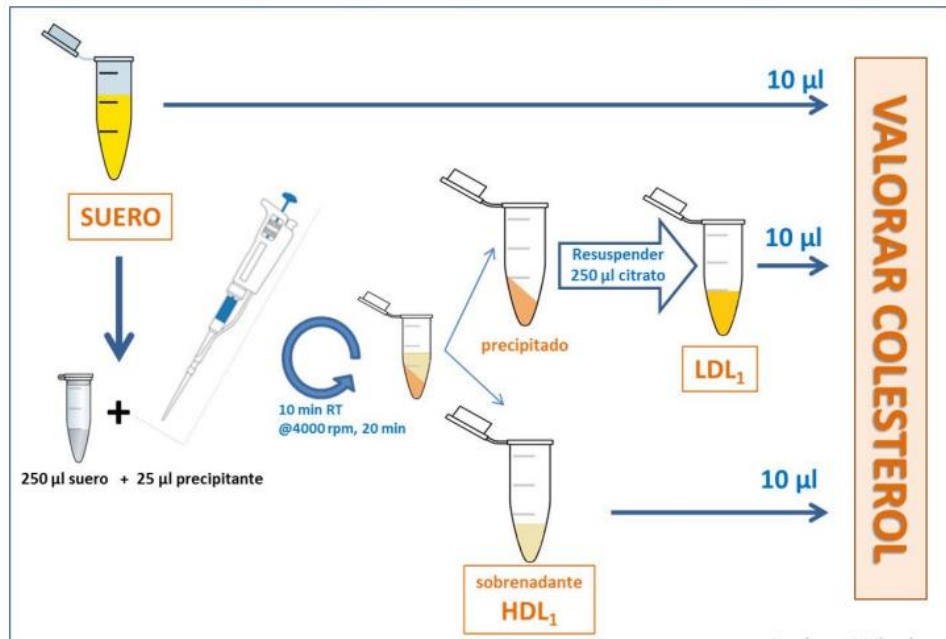 10 µl
SUERO
VALORAR COLESTEROL
Resuspender
250 µl citrato
10 µl
precipitado
LDL₁
10 min RT
@4000 rpm, 20 min
250 µl suero + 25 µl precipitante
10 µl
sobrenadante
HDL₁